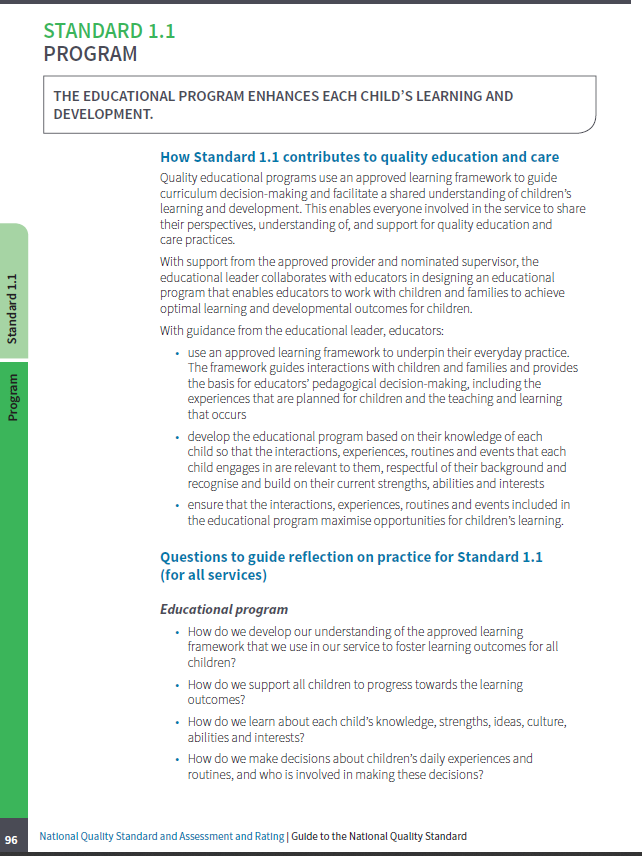 STANDARD 1.1
PROGRAM
THE EDUCATIONAL PROGRAM ENHANCES EACH CHILD'S LEARNING AND
DEVELOPMENT.
How Standard 1.1 contributes to quality education and care
Quality educational programs use an approved learning framework to guide
curriculum decision-making and facilitate a shared understanding of children's
learning and development. This enables everyone involved in the service to share
their perspectives, understanding of, and support for quality education and
care practices.
With support from the approved provider and nominated supervisor, the
educational leader collaborates with educators in designing an educational
program that enables educators to work with children and families to achieve
optimal learning and developmental outcomes for children.
With guidance from the educational leader, educators:
• use an approved learning framework to underpin their everyday practice.
The framework guides interactions with children and families and provides
the basis for educators' pedagogical decision-making, including the
experiences that are planned for children and the teaching and learning
that occurs
• develop the educational program based on their knowledge of each
child so that the interactions, experiences, routines and events that each
child engages in are relevant to them, respectful of their background and
recognise and build on their current strengths, abilities and interests
• ensure that the interactions, experiences, routines and events included in
the educational program maximise opportunities for children's learning.
Questions to guide reflection on practice for Standard 1.1
(for all services)
Educational program
• How do we develop our understanding of the approved learning
framework that we use in our service to foster learning outcomes for all
children?
• How do we support all children to progress towards the learning
outcomes?
• How do we learn about each child's knowledge, strengths, ideas, culture,
abilities and interests?
• How do we make decisions about children's daily experiences and
routines, and who is involved in making these decisions?
Standard 1.1
Program
96
National Quality Standard and Assessment and Rating | Guide to the National Quality Standard